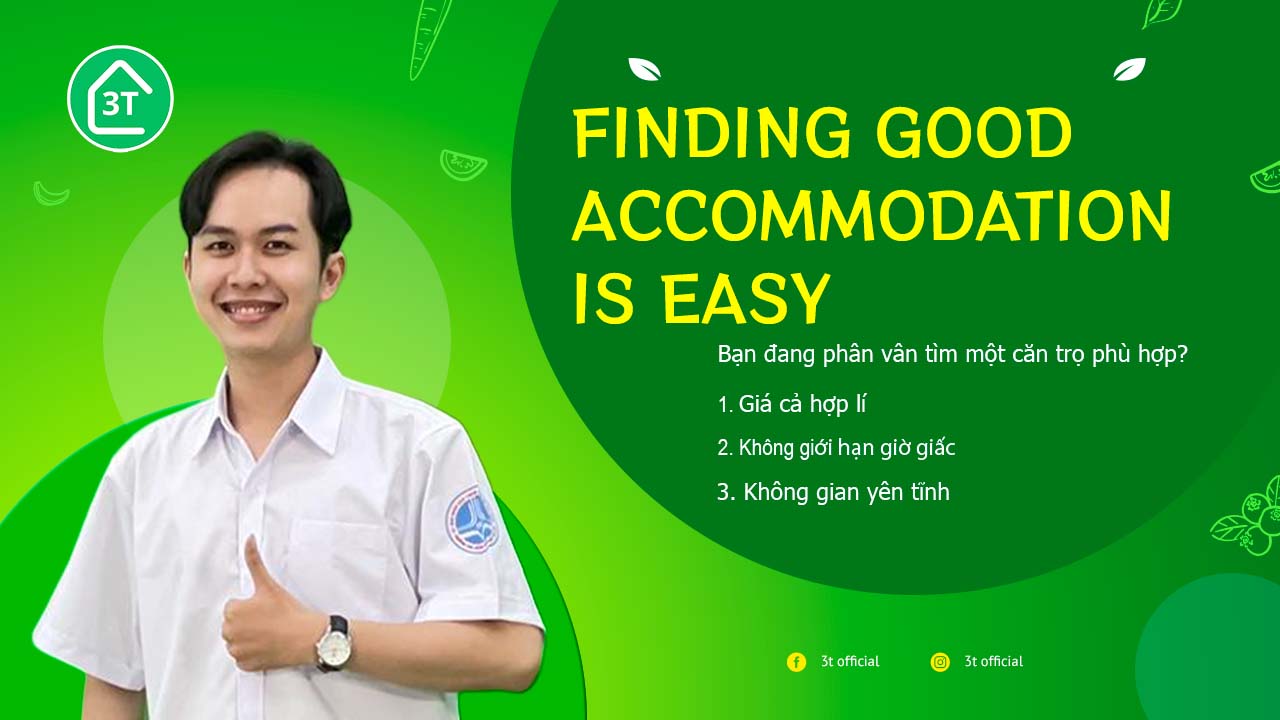 3T
FINDING GOOD
ACCOMMODATION
IS EASY
Bạn đang phân vân tìm một căn trọ phù hợp?
1. Giá cả hợp lí
2. Không giới hạn giờ giấc
3. Không gian yên tĩnh
3t official
3t official